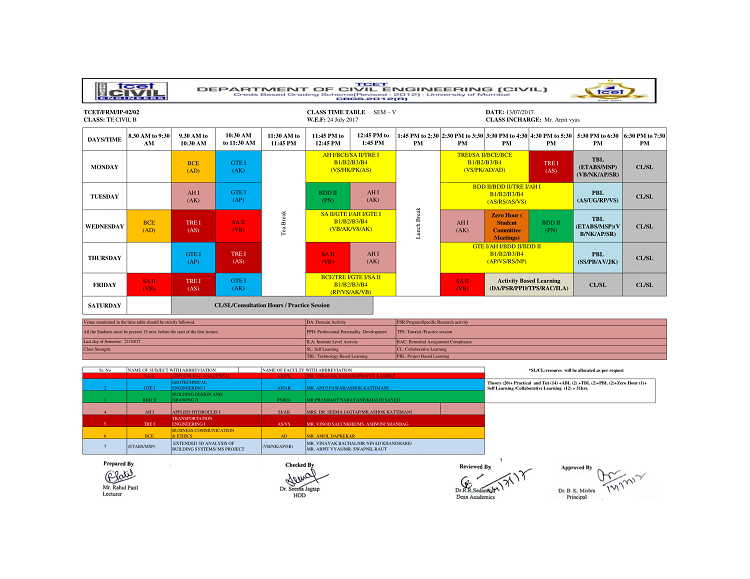 tcet
CIVIL
ENGINEERING
TCET
DEPARTMENT OF CIVIL ENGINEERING (CIVIL)
Credit Based Grading Scheme(Revised - 2012) - University of Mumbai
CBGS-2012(R)
tcet
TCET/FRM/IP-02/02
CLASS: TE CIVIL B
CLASS TIME TABLE SEM – V
W.E.F: 24 July 2017
DATE: 13/07/2017
CLASS INCHARGE: Mr. Arpit vyas
DAYS/TIME 8.30 AM to 9:30 AM 9.30 AM to 10:30 AM 10:30 AM to 11:30 AM 11:30 AM to 11:45 PM 11:45 PM to 12:45 PM 12:45 PM to 1:45 PM 1:45 PM to 2:30 PM 2:30 PM to 3:30 PM 3:30 PM to 4:30 PM 4:30 PM to 5:30 PM 5:30 PM to 6:30 PM 6:30 PM to 7:30 PM
Tea Break
Lunch Break
MONDAY BCE (AD) GTE I (AK) AH I/BCE/SA II/TRE I B1/B2/B3/B4 (VS/HK/PK/AS) TREI/SA II/BCE/BCE B1/B2/B3/B4 (VS/PK/AD/AD) TRE I (AS) TBL (ETABS/MSP) (VB/NK/AP/SR) CL/SL
TUESDAY AH I (AK) GTE I (AP) BDD II (PN) AH I (AK) BDD II/BDD II/TRE I/AH I B1/B2/B3/B4 (AS/RS/AS/VS) PBL (AS/UG/RP/VS) CL/SL
WEDNESDAY BCE (AD) TRE I (AS) SA II (VB) SA II/GTE I/AH I/GTE I B1/B2/B3/B4 (VB/AK/VS/AK) AH I (AK) Zero Hour ( Student Committee Meetings) BDD II (PN) TBL (ETABS/MSP)(V B/NK/AP/SR) CL/SL
THURSDAY GTE I (AP) TRE I (AS) SA II (VB) AH I (AK) GTE I/AH I/BDD II/BDD II B1/B2/B3/B4 (AP/VS/RS/NP) PBL (SS/PB/AV/JK) CL/SL
FRIDAY SA II (VB) TRE I (AS) GTE I (AK) BCE/TRE I/GTE I/SA II B1/B2/B3/B4 (RP/VS/AK/VB) SA II (VB) Activity Based Learning (DA/PSR/PPD/TPS/RAC/ILA) CL/SL CL/SL
SATURDAY CL/SL/Consultation Hours / Practice Session
Venue mentioned in the time table should be strictly followed DA: Domain Activity PSR:ProgramSpecific Research activity
All the Students must be present 15 min. before the start of the first lecture. PPD: Professional Personality Development TPS: Tutorial /Practice session
Last day of Semester: ILA: Institute Level Activity RAC: Remedial Assignment Compliance
Class Strength: SL: Self Learning CL: Collaborative Learning
TBL: Technology Based Learning PBL: Project Based Learning
Sr. No NAME OF SUBJECT WITH ABBREVIATION NAME OF FACULTY WITH ABBREVIATION
2 GTE I GEOTECHNICAL ENGINEERING I AP/AK MR. ANUJ PAWAR/ASHOK KATTIMANI
3 BDD II BUILDING DESIGN AND DRAWING II PN/KS MR PRASHANT NARAYANE/KHALID SAYED
4 AH I APPLIED HYDROULIS I SJ/AK MRS. DR. SEEMA JAGTAP/MR.ASHOK KATTIMANI
5 TRE I TRANSPORTATION ENGINEERING I AS/VS MR. VINOD SALUNKHE/MS. ASHWINI SHANBAG
6 BCE BUSINESS COMMUNICATION & ETHICS AD MR. AMOL DAPKEKAR
7 (ETABS/MSP) EXTENDED 3D ANALYSIS OF BUILDING SYSTEMS/ MS PROJECT (VB/NK/AP/SR) MR. VINAYAK BACHAL/MR NINAD KHANDHARE/ MR. ARPIT VYAS/MR. SWAPNIL RAUT
*SL/CL:resources will be allocated as per request
Theory (20)+ Practical and Tut (14) +ABL (2) +TBL (2)+PBL (2)+Zero Hour (1)+
Self Learning /Collaborative Learning (12) = 51hrs.
Prepared By
Mr. Rahul Patil
Lecturer
Checked By
Dr. Seema Jagtap
HOD
Reviewed By
Dr.R.R.Sedamkar
Dean Academics
Approved By
Dr. B. K. Mishra
Principal